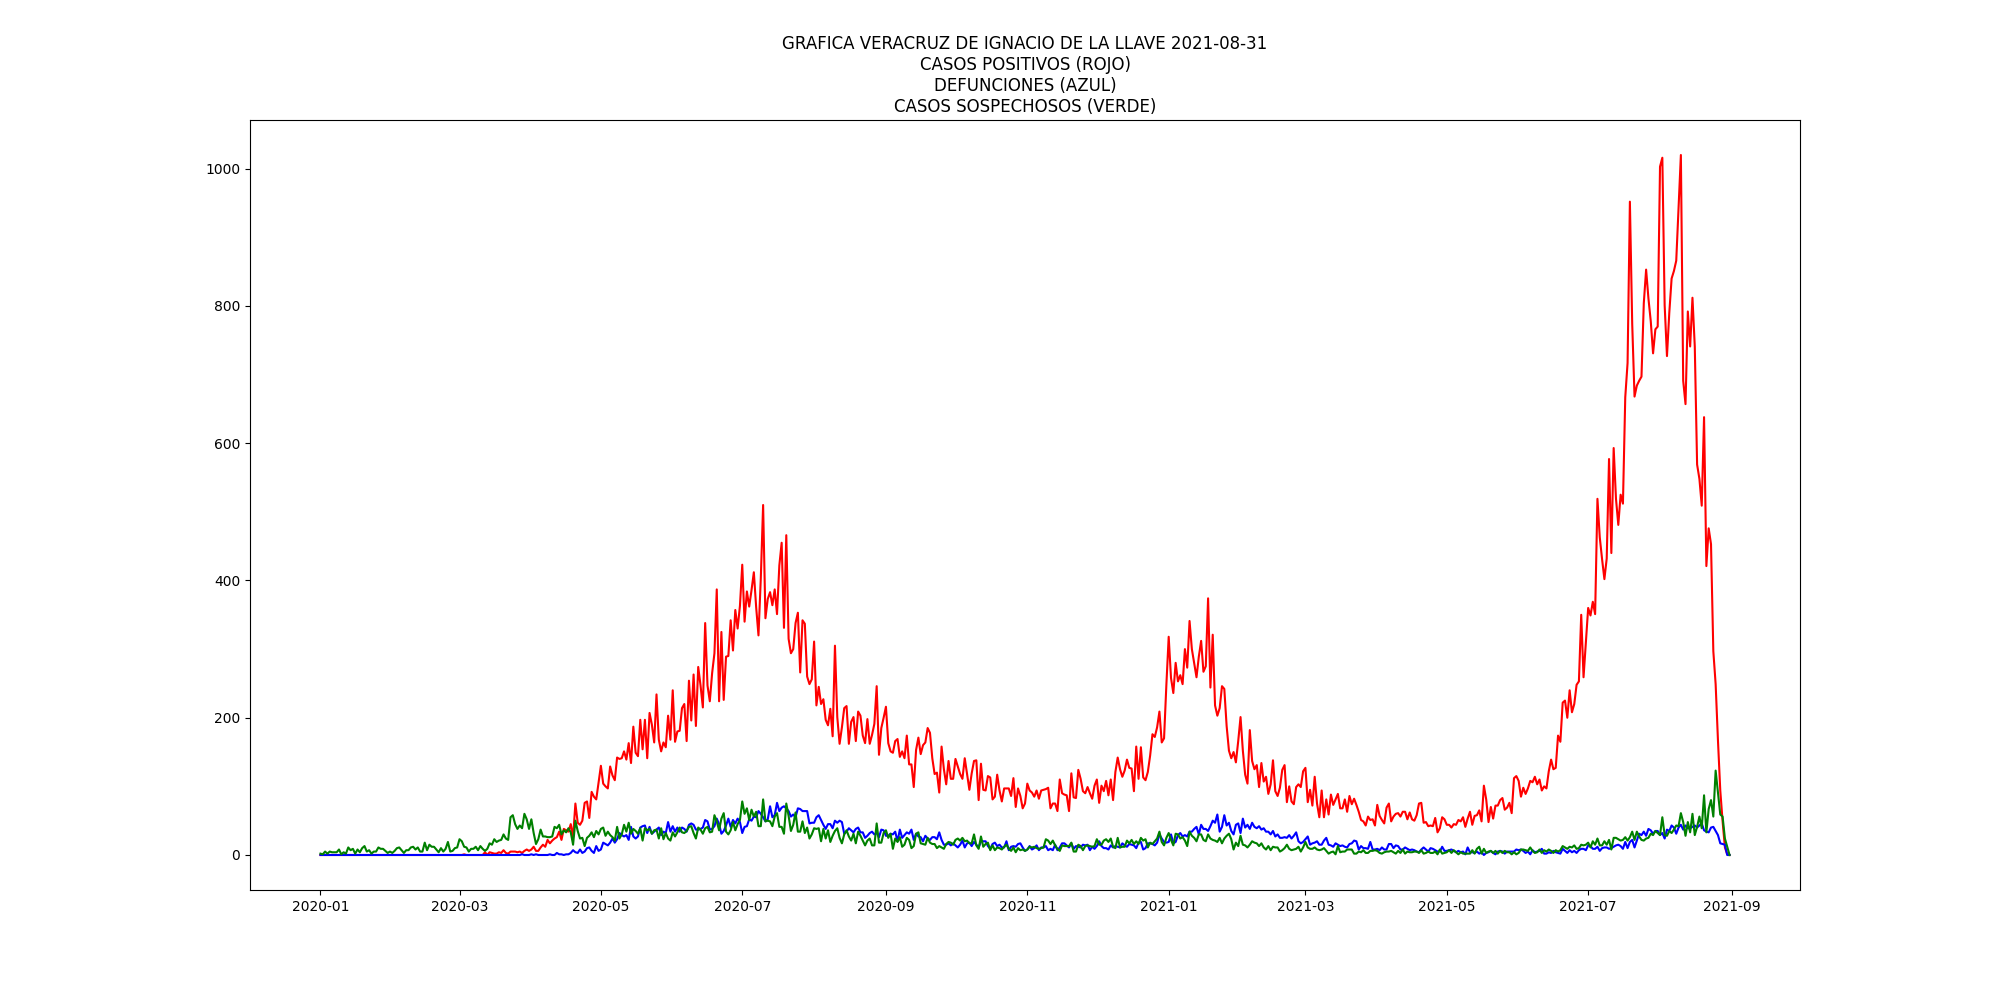 GRAFICA VERACRUZ DE IGNACIO DE LA LLAVE 2021-08-31
CASOS POSITIVOS (ROJO)
DEFUNCIONES (AZUL)
CASOS SOSPECHOSOS (VERDE)
1000
800
600
400
200
0
2020-01 2020-03 2020-05 2020-07 2020-09 2020-11 2021-01 2021-03 2021-05 2021-07 2021-09